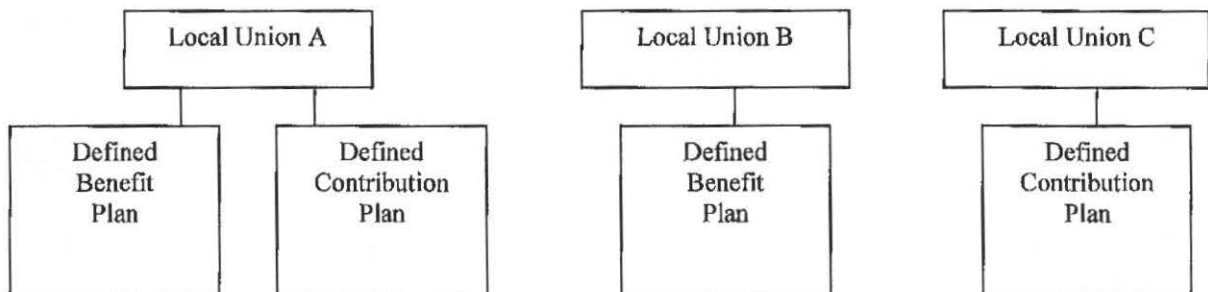 Local Union A
Local Union B
Local Union C
Defined
Benefit
Plan
Defined
Contribution
Plan
Defined
Benefit
Plan
Defined
Contribution
Plan